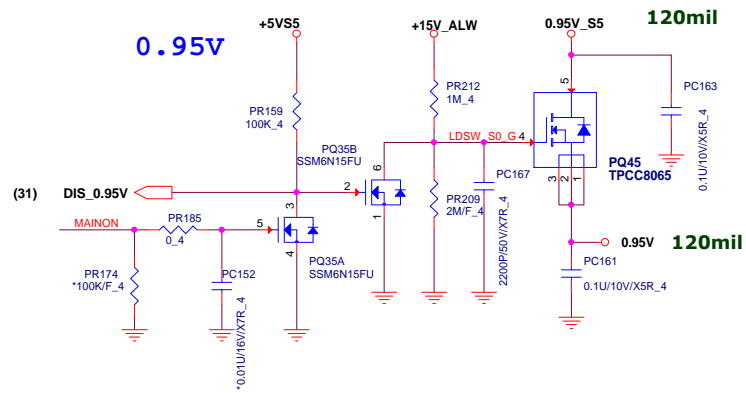 0.95V
+5VS5
+15V_ALW
0.95V_S5
120mil
PR159
100K_4
PR212
1M_4
PC163
0.1U/10V/X5R_4
5
LDSW_S0_G
4
PQ45
TPCC8065
3
2
1
PQ35B
SSM6N15FU
6
2
1
PC167
2200P/50V/X7R_4
PR209
2M/F_4
(31)
DIS_0.95V
MAINON
PR185
0_4
5
3
4
PQ35A
SSM6N15FU
0.95V
120mil
PR174
*100K/F_4
PC152
*0.01U/16V/X7R_4
PC161
0.1U/10V/X5R_4